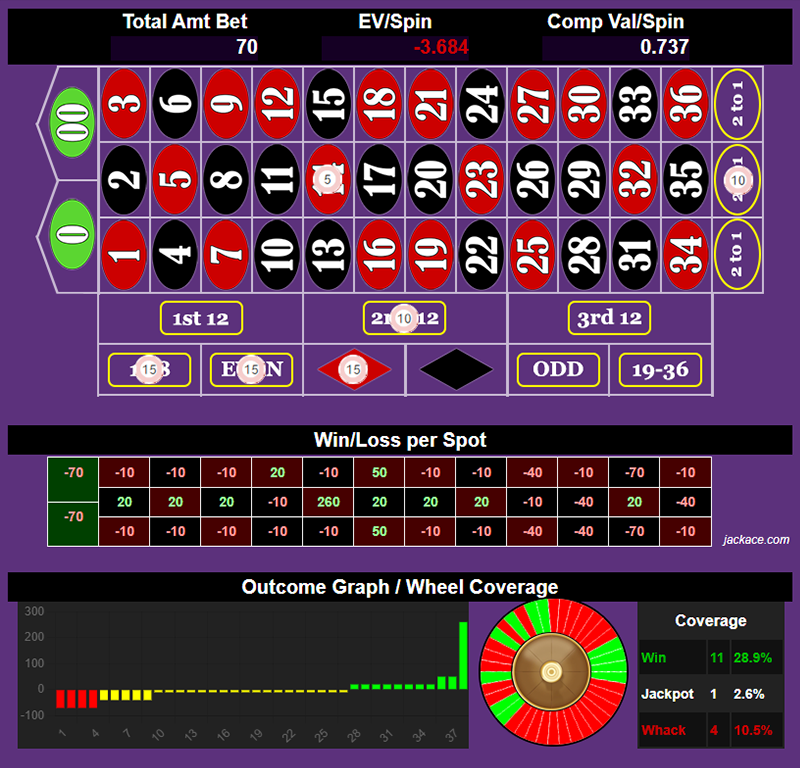 Total Amt Bet EV/Spin Comp Val/Spin
70 -3.684 0.737
00 3 6 9 12 15 18 21 24 27 30 33 36 2 to 1
2 5 8 11 5 17 20 23 26 29 32 35 10
0 1 4 7 10 13 16 19 22 25 28 31 34 2 to 1
1st 12 10 12 3rd 12
15 15 15 ODD 19-36
Win/Loss per Spot
-70 -10 -10 -10 20 -10 50 -10 -10 -40 -10 -70 -10
20 20 20 -10 260 20 20 20 -10 -40 20 -40
-70 -10 -10 -10 -10 -10 50 -10 -10 -40 -40 -70 -10
jackace.com
Outcome Graph / Wheel Coverage
300
200
100
0
-100
1 4 7 10 13 16 19 22 25 28 31 34 37
Coverage
Win 11 28.9%
Jackpot 1 2.6%
Whack 4 10.5%